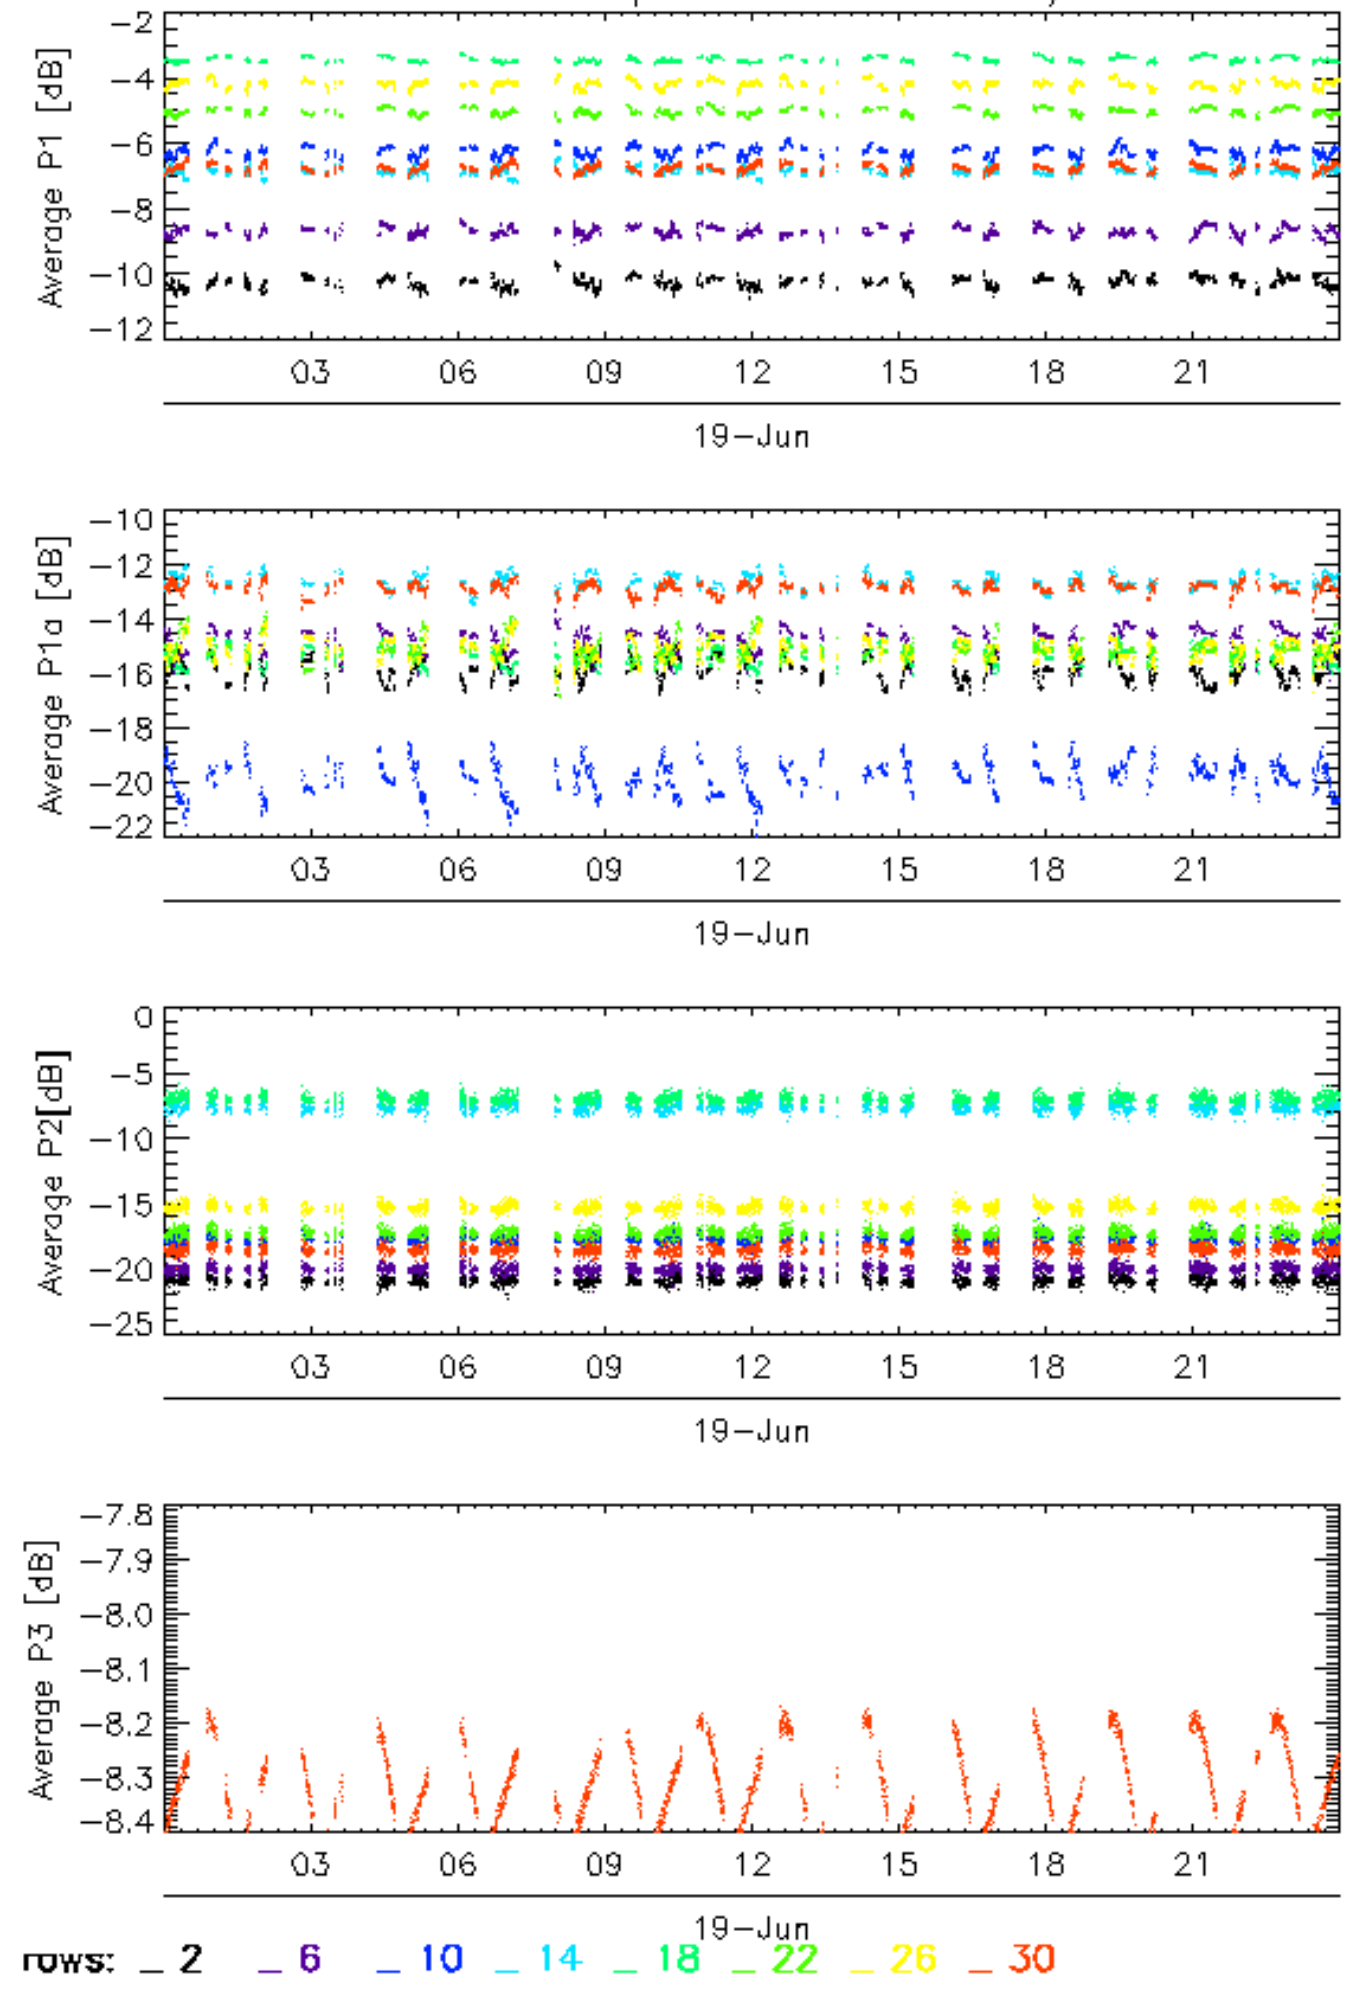 Average P1 [dB]
−2
−4
−6
−8
−10
−12
03 06 09 12 15 18 21
19−Jun
Average P1a [dB]
−10
−12
−14
−16
−18
−20
−22
03 06 09 12 15 18 21
19−Jun
Average P2[dB]
0
−5
−10
−15
−20
−25
03 06 09 12 15 18 21
19−Jun
Average P3 [dB]
−7.8
−7.9
−8.0
−8.1
−8.2
−8.3
−8.4
03 06 09 12 15 18 21
19−Jun
rows: _ 2 _ 6 _ 10 _ 14 _ 18 _ 22 _ 26 _ 30